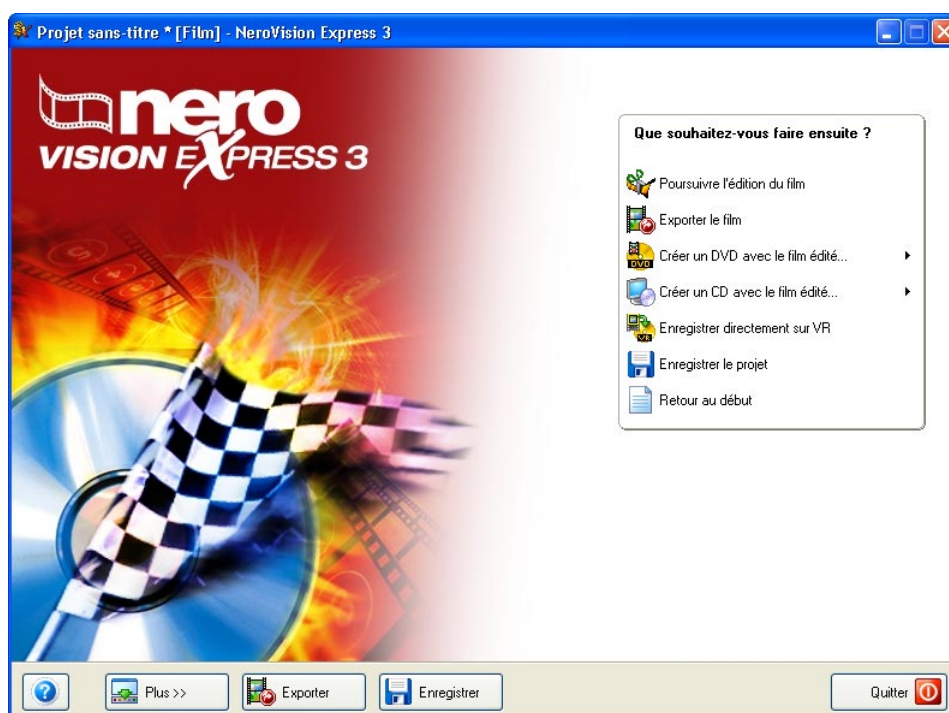 Projet sans-titre * [Film] - NeroVision Express 3
nero
VISION EXPRESS 3
Que souhaitez-vous faire ensuite ?
Poursuivre l'édition du film
Exporter le film
Créer un DVD avec le film édité...
Créer un CD avec le film édité...
Enregistrer directement sur VR
Enregistrer le projet
Retour au début
Plus >>
Exporter
Enregistrer
Quitter